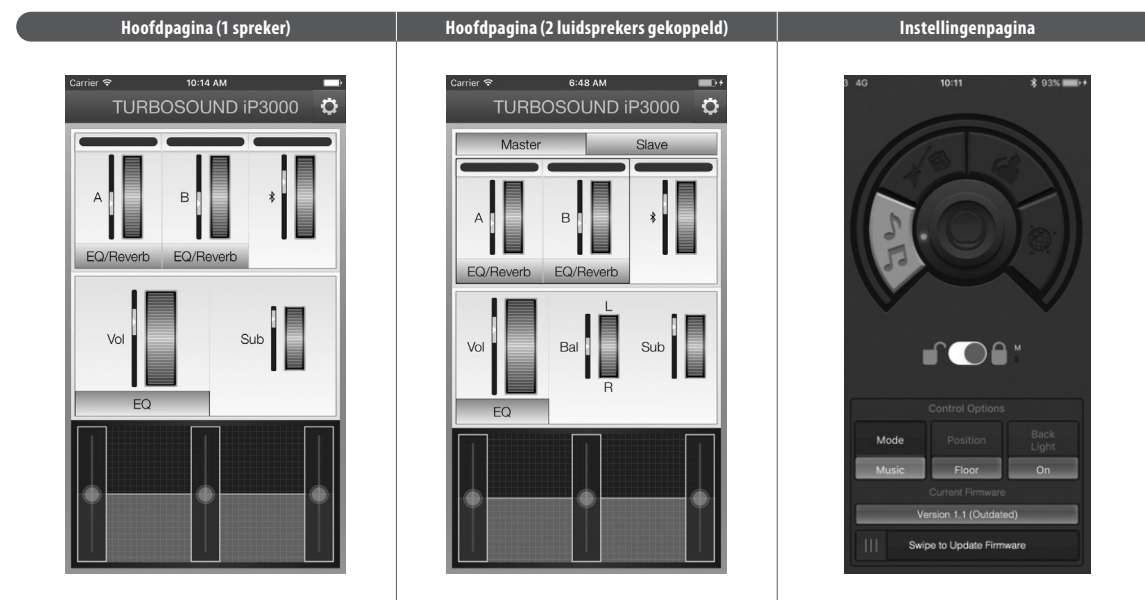 Hoofdpagina (1 spreker)
Hoofdpagina (2 luidsprekers gekoppeld)
Instellingenpagina
Carrier
10:14 AM
TURBOSOUND iP3000
A
B
EQ/Reverb
EQ/Reverb
Vol
Sub
EQ
Carrier
6:48 AM
TURBOSOUND iP3000
Master
Slave
A
B
EQ/Reverb
EQ/Reverb
L
Vol
Bal
Sub
R
EQ
3 4G
10:11
93%
M
S
Control Options
Mode
Position
Back
Light
Music
Floor
On
Current Firmware
Version 1.1 (Outdated)
Swipe to Update Firmware